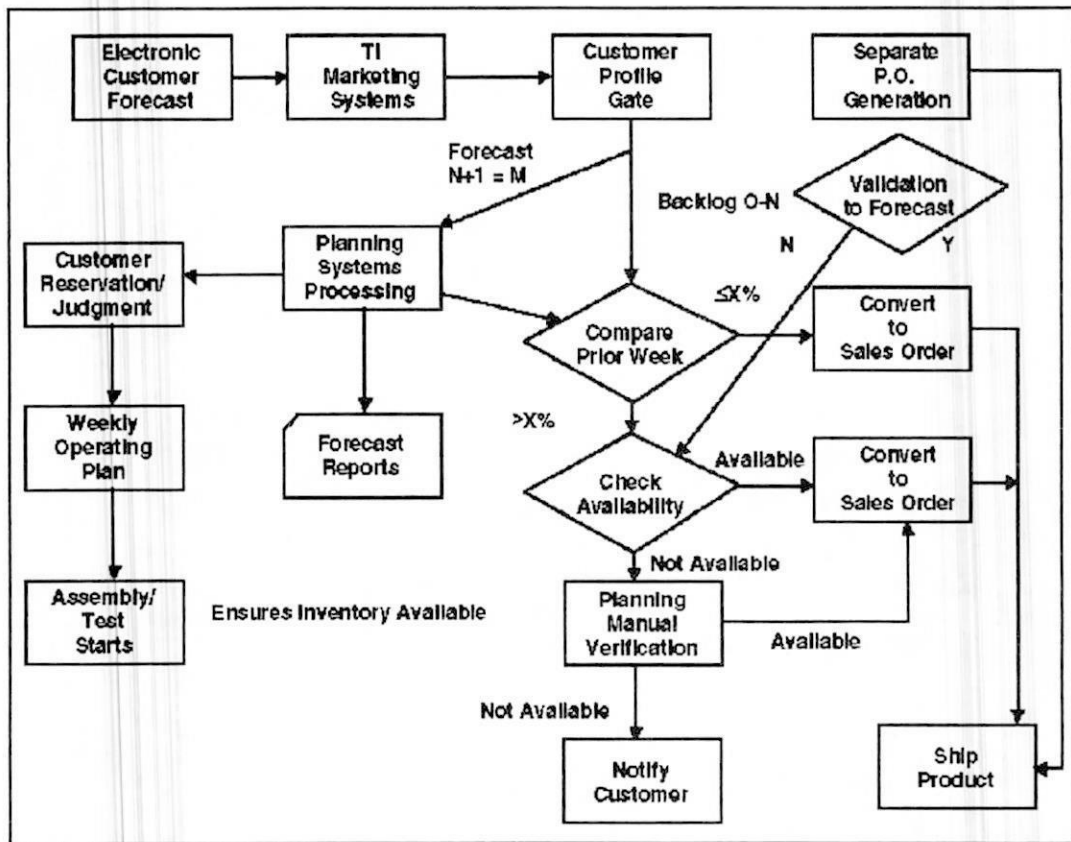 Electronic
Customer
Forecast
TI
Marketing
Systems
Customer
Profile
Gate
Separate
P.O.
Generation
Forecast
N+1 = M
Backlog O-N
Validation
to Forecast
N
Y
Customer
Reservation/
Judgment
Planning
Systems
Processing
Compare
Prior Week
≤X%
Convert
to
Sales Order
Weekly
Operating
Plan
Forecast
Reports
>X%
Check
Availability
Available
Convert
to
Sales Order
Not Available
Assembly/
Test
Starts
Ensures Inventory Available
Planning
Manual
Verification
Available
Not Available
Notify
Customer
Ship
Product